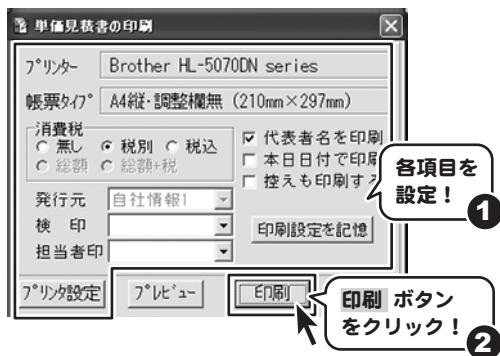 単価見積書の印刷
プリンター Brother HL-5070DN series
帳票タイプ A4縦・調整欄無 (210mm×297mm)
消費税
無し 税別 税込
総額 総額+税
代表者名を印刷
本日日付で印刷
控えも印刷する
発行元 自社情報1
検 印
担当者印
印刷設定を記憶
プリンタ設定 プレビュー 印刷
各項目を
設定!
1
印刷 ボタン
をクリック!
2